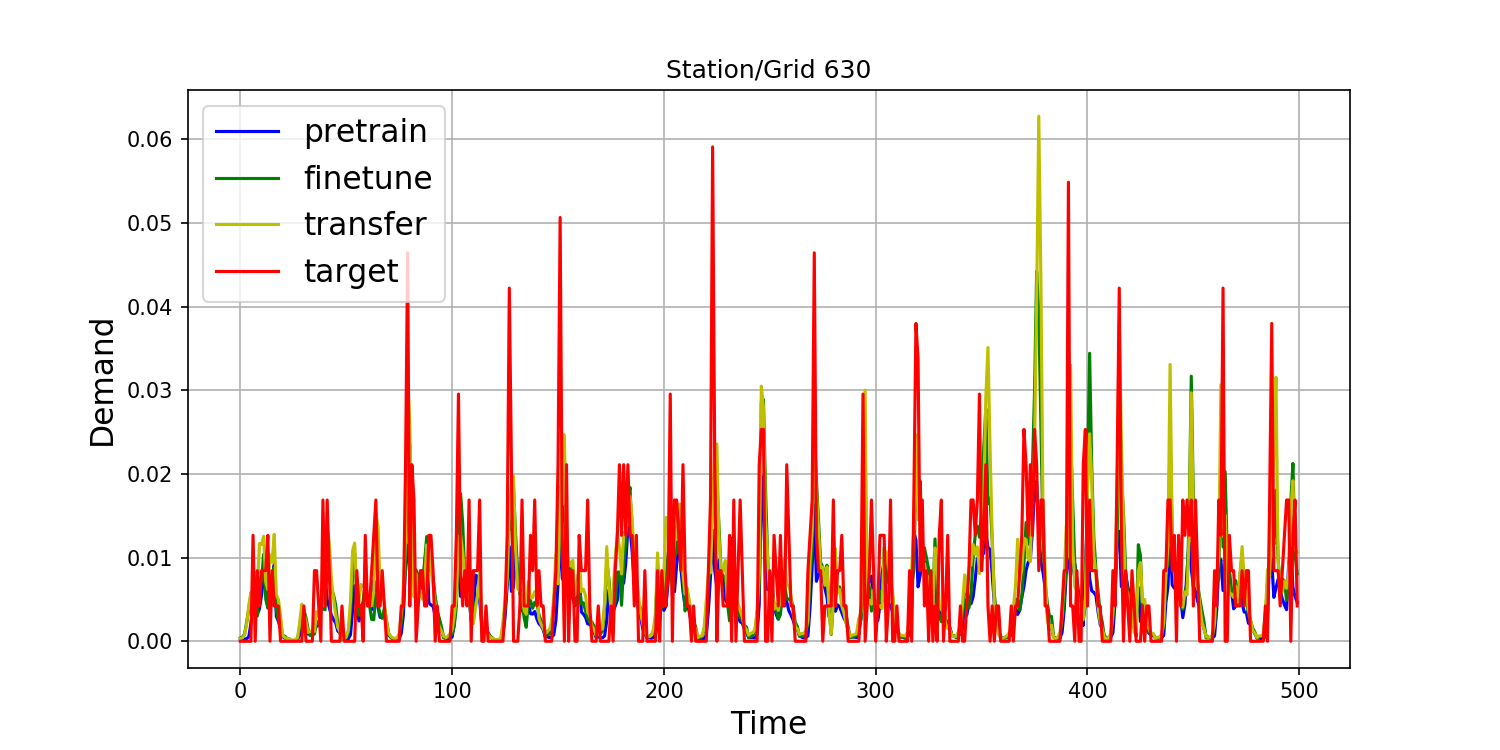 Station/Grid 630
pretrain
finetune
transfer
target
0.06
0.05
0.04
0.03
0.02
0.01
0.00
Demand
0 100 200 300 400 500
Time